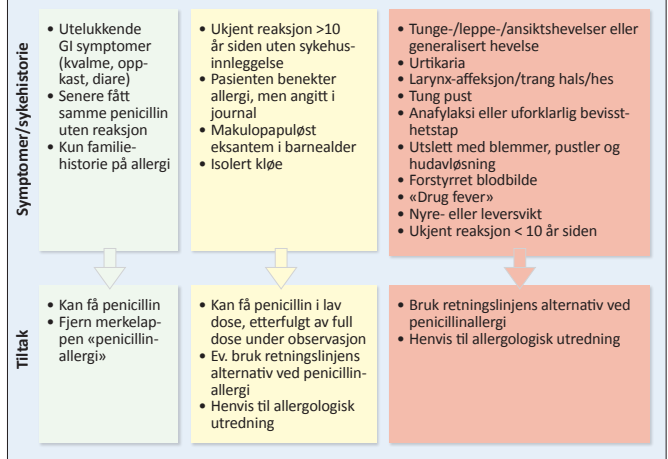 Symptomer/sykehistorie
• Utelukkende
GI symptomer
(kvalme, opp-
kast, diare)
• Senere fått
samme penicillin
uten reaksjon
• Kun familie-
historie på allergi
• Ukjent reaksjon >10
år siden uten sykehus-
innleggelse
• Pasienten benekter
allergi, men angitt i
journal
• Makulopapuløst
eksantem i barnealder
• Isolert kløe
• Tunge-/leppe-/ansiktshevelser eller
generalisert hevelse
• Urtikaria
• Larynx-affeksjon/trang hals/hes
• Tung pust
• Anafylaksi eller uforklarlig bevisst-
hetstap
• Utslett med blemmer, pustler og
hudavløsning
• Forstyrret blodbilde
• «Drug fever»
• Nyre- eller leversvikt
• Ukjent reaksjon < 10 år siden
Tiltak
• Kan få penicillin
• Fjern merkelap-
pen «penicillin-
allergi»
• Kan få penicillin i lav
dose, etterfulgt av full
dose under observasjon
• Ev. bruk retningslinjens
alternativ ved penicillin-
allergi
• Henvis til allergologisk
utredning
• Bruk retningslinjens alternativ ved
penicillinallergi
• Henvis til allergologisk utredning